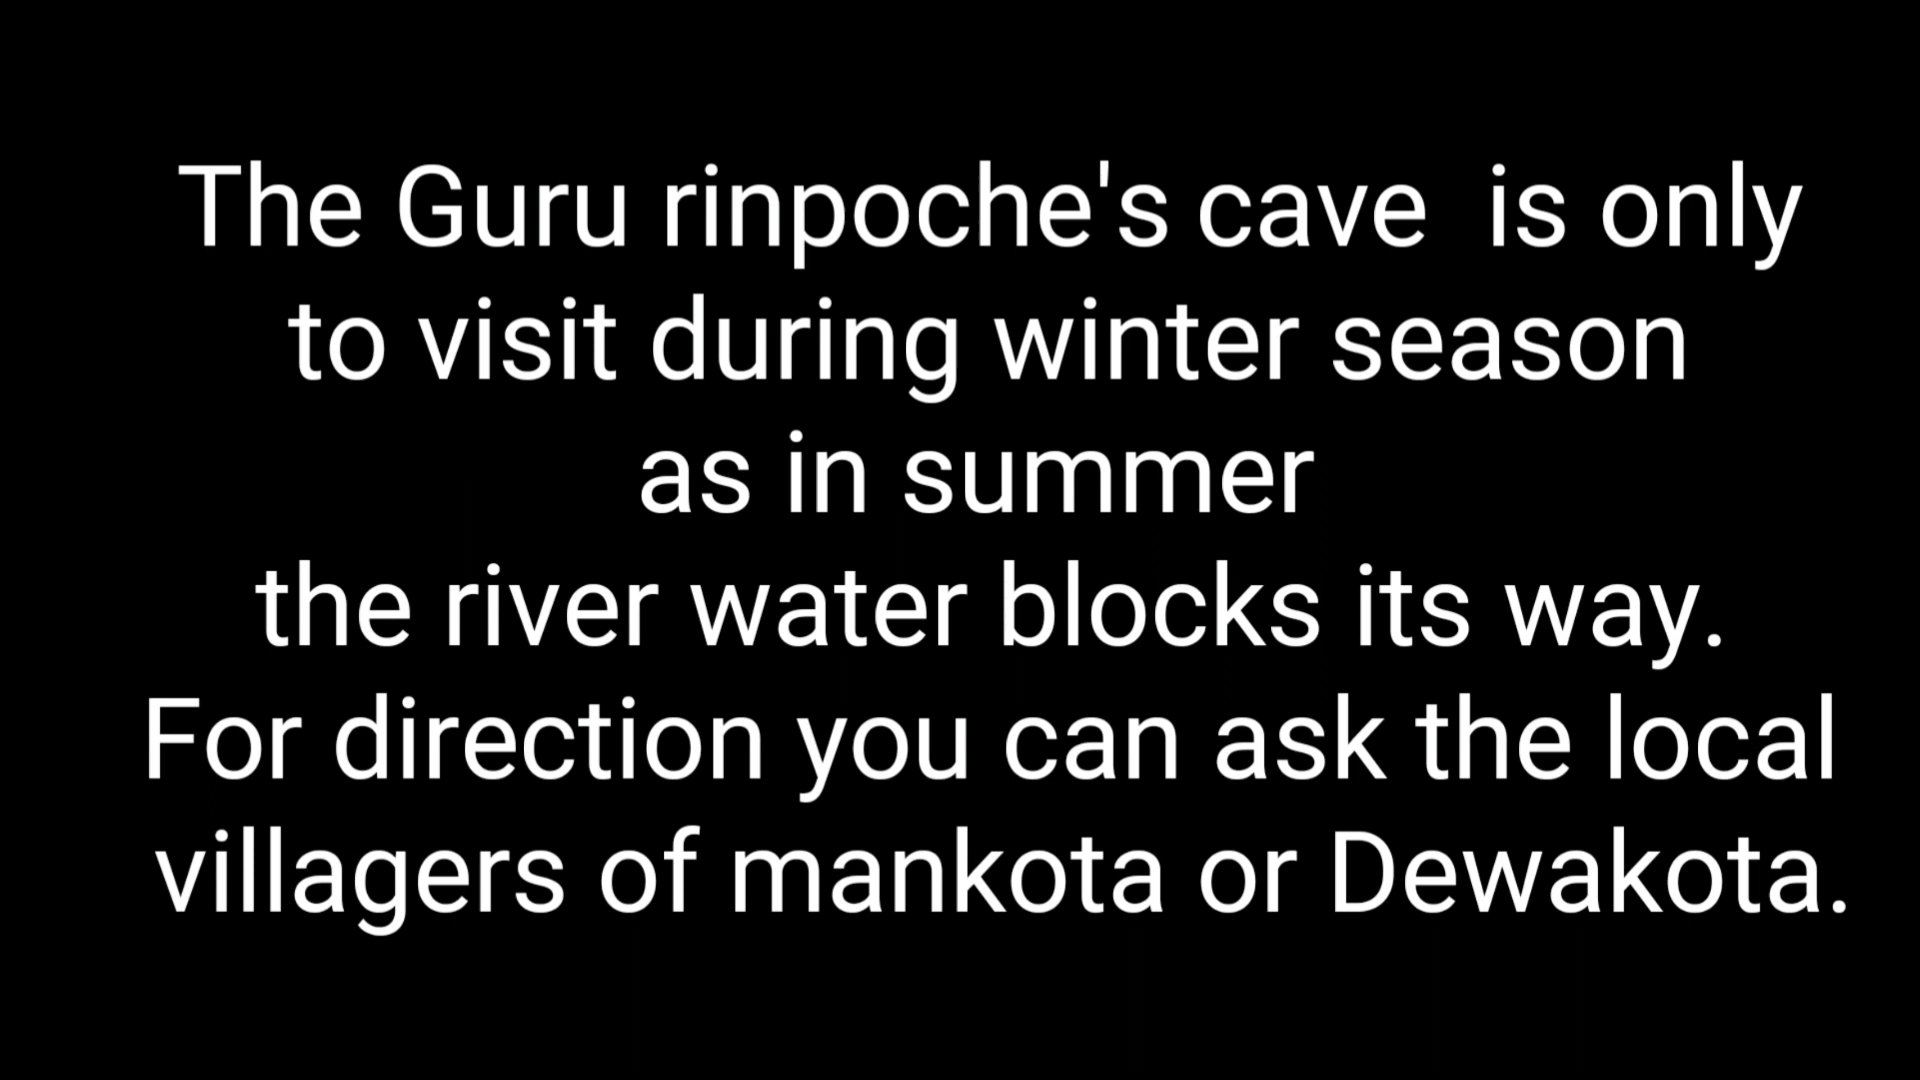 The Guru rinpoche's cave  is only
to visit during winter season
as in summer
the river water blocks its way.
For direction you can ask the local
villagers of mankota or Dewakota.